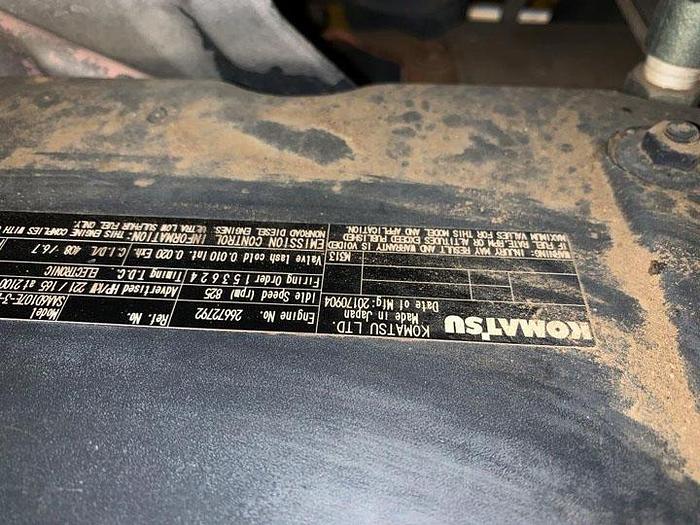 KOMATSU
KOMATSU LTD.
Made in Japan
Date of Mfg.:20170904
Engine No. 26672792
Ref. No.
Model SAA6D107E-3
Idle Speed (rpm) 825
Advertised HP/kW 221 / 165 at 2100
Firing Order 1 5 3 6 2 4
Timing T.D.C. ELECTRONIC
Valve lash cold 0.010 Int. 0.020 Exh.
C.I.D/L 408 /6.7
EMISSION CONTROL INFORMATION: THIS ENGINE COMPLIES WITH
NONROAD DIESEL ENGINES: ULTRA LOW SULPHUR FUEL ONLY.
WARNING: INJURY MAY RESULT AND WARRANTY IS VOIDED
IF FUEL RATE RPM OR ALTITUDES EXCEED PUBLISHED
MAXIMUM VALUES FOR THIS MODEL AND APPLICATION.